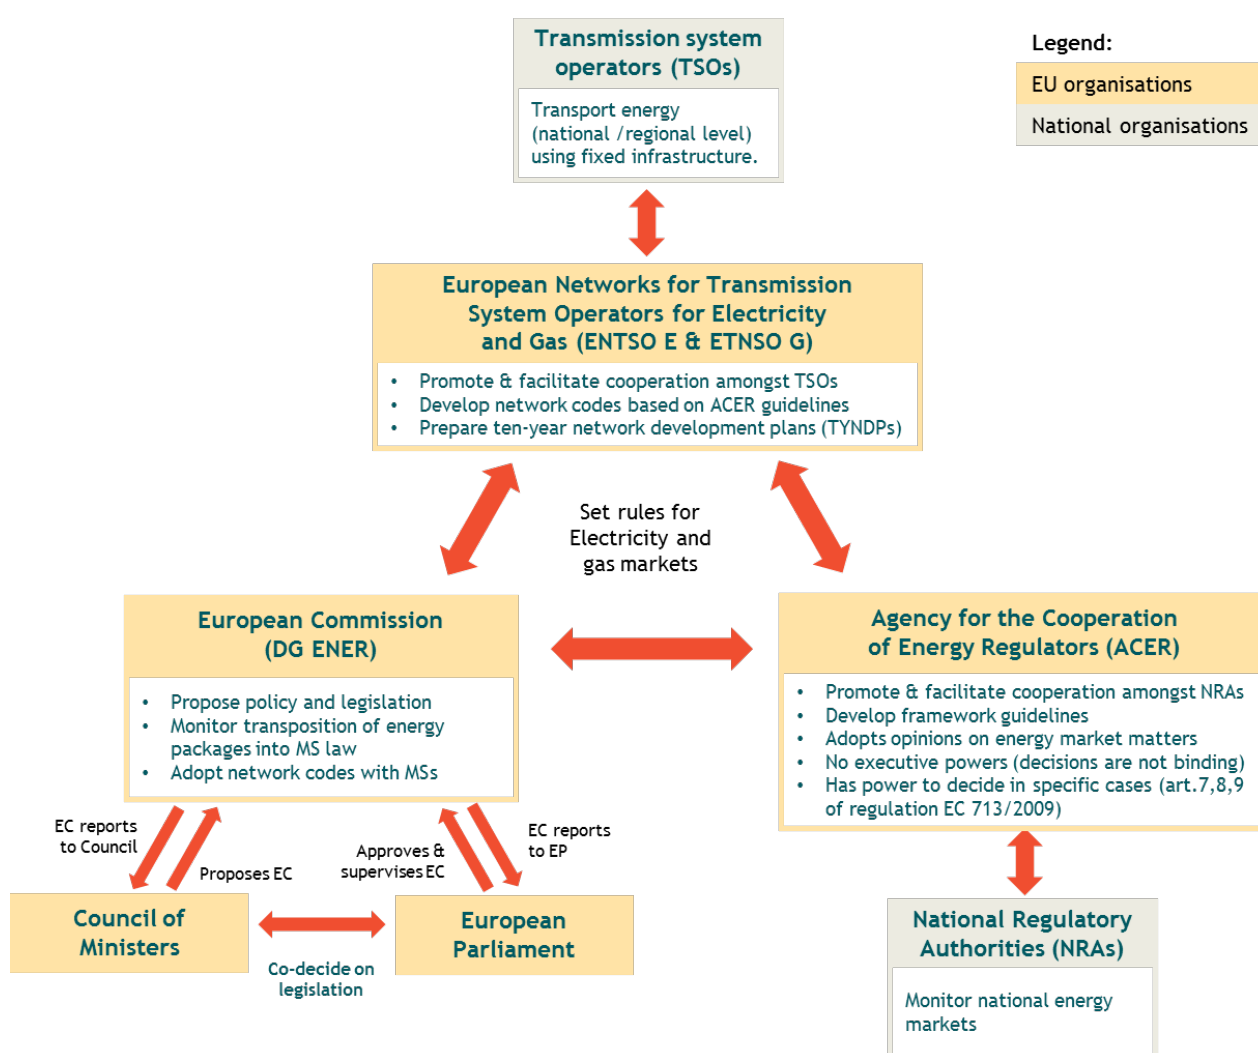 Transmission system
operators (TSOs)
Transport energy
(national /regional level)
using fixed infrastructure.
Legend:
EU organisations
National organisations
European Networks for Transmission
System Operators for Electricity
and Gas (ENTSO E & ETNSO G)
• Promote & facilitate cooperation amongst TSOs
• Develop network codes based on ACER guidelines
• Prepare ten-year network development plans (TYNDPs)
Set rules for
Electricity and
gas markets
European Commission
(DG ENER)
• Propose policy and legislation
• Monitor transposition of energy
packages into MS law
• Adopt network codes with MSs
Agency for the Cooperation
of Energy Regulators (ACER)
• Promote & facilitate cooperation amongst NRAs
• Develop framework guidelines
• Adopts opinions on energy market matters
• No executive powers (decisions are not binding)
• Has power to decide in specific cases (art.7,8,9
of regulation EC 713/2009)
EC reports
to Council
Proposes EC
Approves &
supervises EC
EC reports
to EP
Council of
Ministers
European
Parliament
Co-decide on
legislation
National Regulatory
Authorities (NRAs)
Monitor national energy
markets